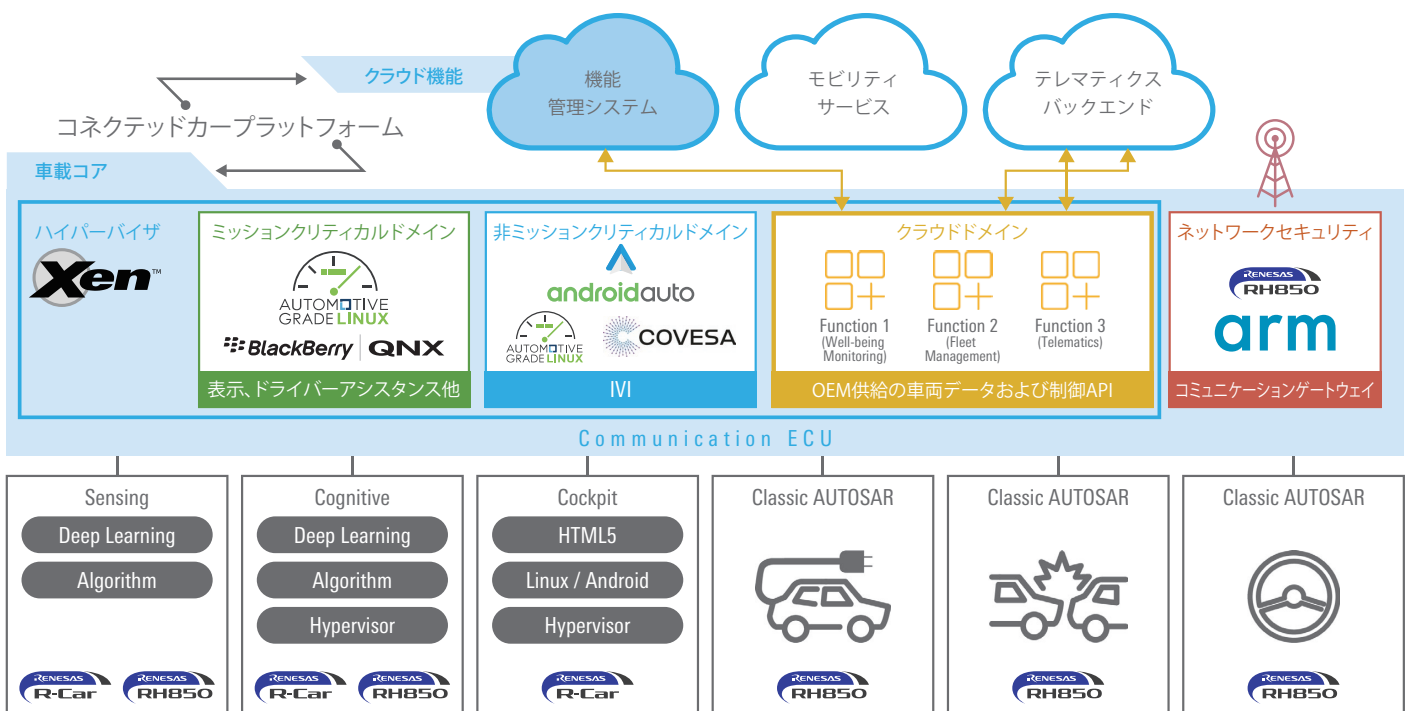 クラウド機能
機能
管理システム
モビリティ
サービス
テレマティクス
バックエンド
コネクテッドカープラットフォーム
車載コア
ハイパーバイザ
Xen™
ミッションクリティカルドメイン
AUTOMOTIVE
GRADE LINUX
BlackBerry QNX
表示、ドライバーアシスタンス他
非ミッションクリティカルドメイン
androidauto
AUTOMOTIVE
GRADE LINUX
COVESA
IVI
クラウドドメイン
Function 1
(Well-being
Monitoring)
Function 2
(Fleet
Management)
Function 3
(Telematics)
OEM供給の車両データおよび制御API
ネットワークセキュリティ
RENESAS
RH850
arm
コミュニケーションゲートウェイ
Communication ECU
Sensing
Deep Learning
Algorithm
RENESAS
R-Car
RENESAS
RH850
Cognitive
Deep Learning
Algorithm
Hypervisor
RENESAS
R-Car
RENESAS
RH850
Cockpit
HTML5
Linux / Android
Hypervisor
RENESAS
R-Car
Classic AUTOSAR
RENESAS
RH850
Classic AUTOSAR
RENESAS
RH850
Classic AUTOSAR
RENESAS
RH850